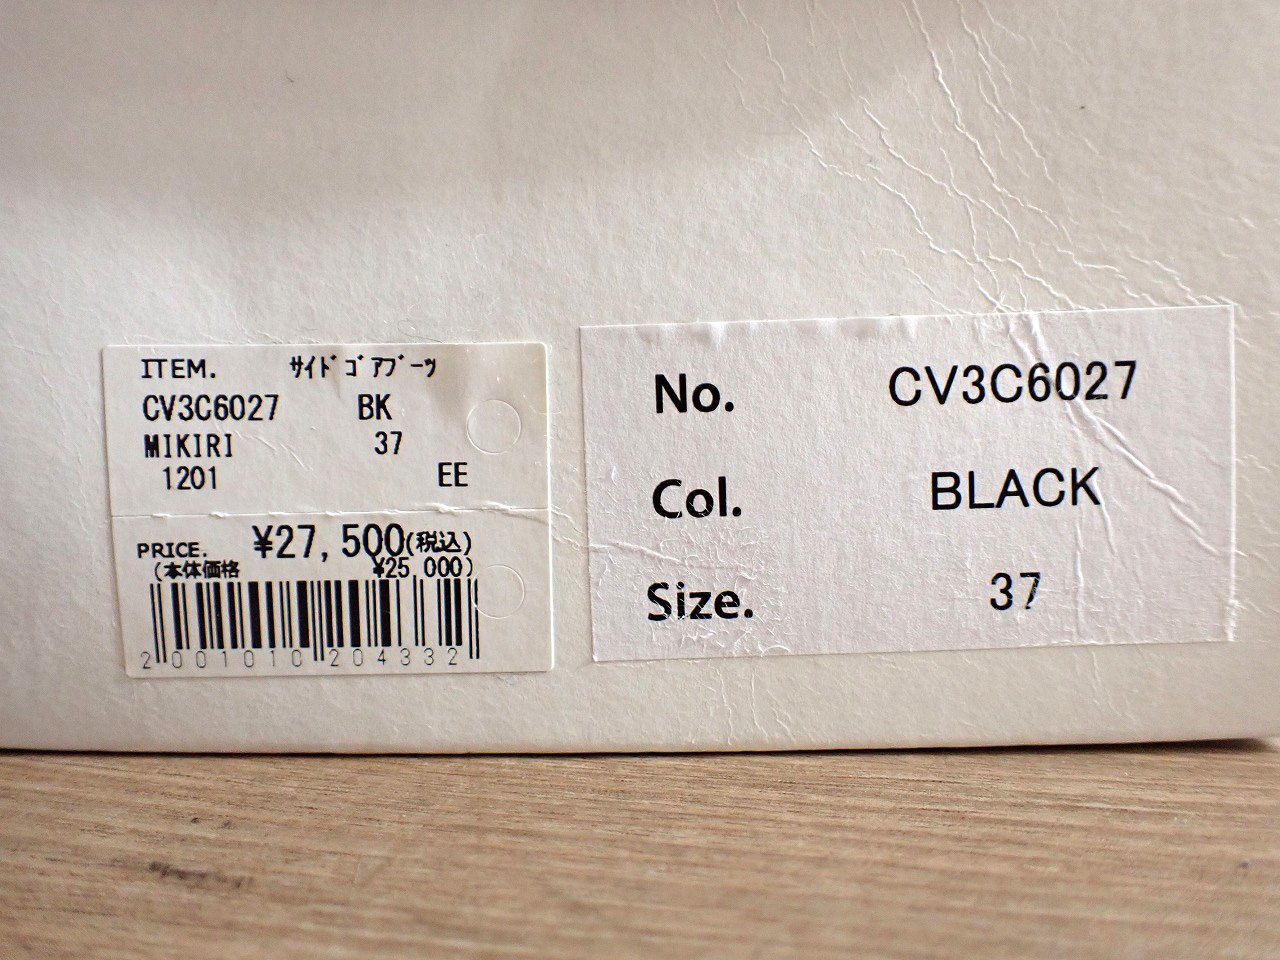 ITEM. ｻｲﾄﾞｺﾞｱﾌﾞｰﾂ
CV3C6027 BK
MIKIRI 37
1201 EE
PRICE. ¥27,500(税込)
(本体価格 ¥25 000)
2001010204332
No. CV3C6027
Col. BLACK
Size. 37